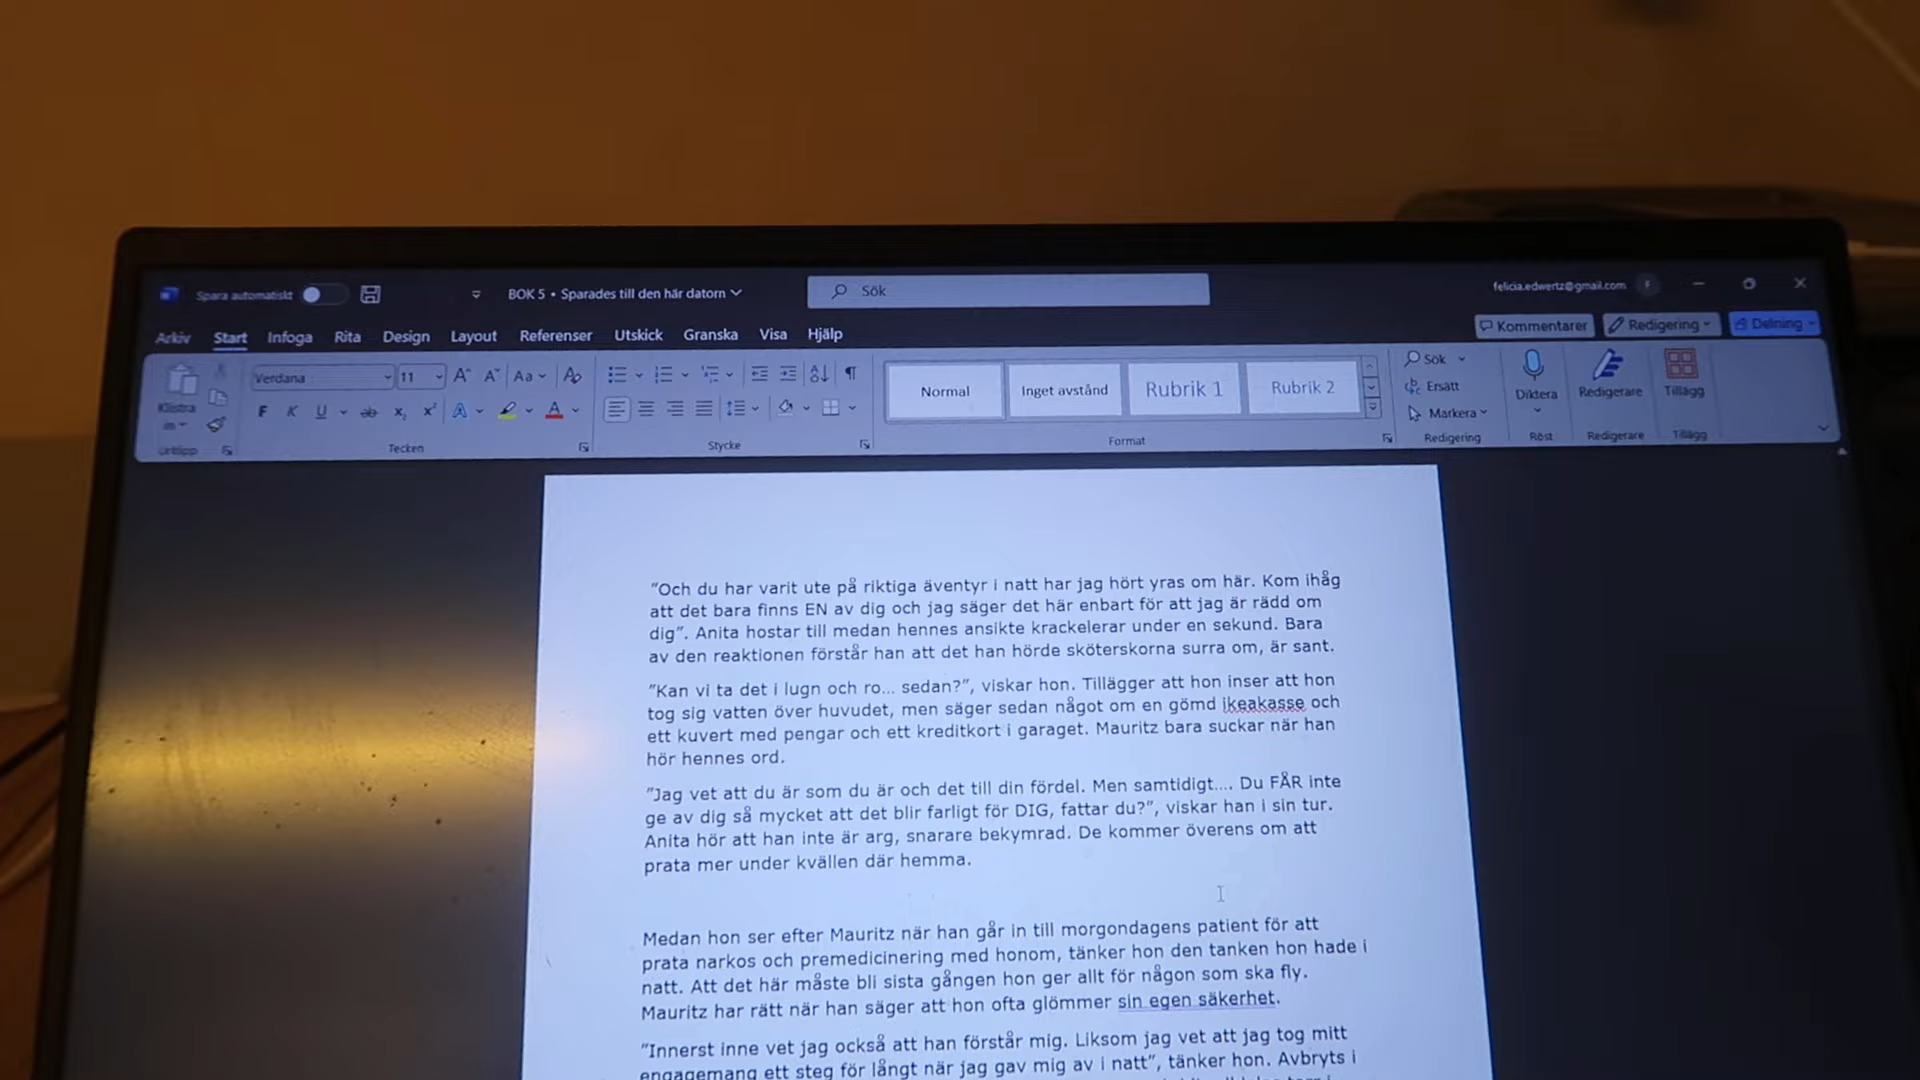 Spara automatiskt
BOK 5 • Sparades till den här datorn
Sök
felicia.edwertz@gmail.com
F
Arkiv Start Infoga Rita Design Layout Referenser Utskick Granska Visa Hjälp
Kommentarer Redigering Delning
Klistra
Verdana 11
Aa
F K U ab x₂ x² A A
Normal Inget avstånd Rubrik 1 Rubrik 2
Sök
Ersätt
Markera
Diktera Redigerare Tillägg
Urklipp Tecken Stycke Format Redigering Röst Redigerare Tillägg
”Och du har varit ute på riktiga äventyr i natt har jag hört yras om här. Kom ihåg
att det bara finns EN av dig och jag säger det här enbart för att jag är rädd om
dig”. Anita hostar till medan hennes ansikte krackelerar under en sekund. Bara
av den reaktionen förstår han att det han hörde sköterskorna surra om, är sant.
”Kan vi ta det i lugn och ro... sedan?”, viskar hon. Tillägger att hon inser att hon
tog sig vatten över huvudet, men säger sedan något om en gömd ikeakasse och
ett kuvert med pengar och ett kreditkort i garaget. Mauritz bara suckar när han
hör hennes ord.
”Jag vet att du är som du är och det till din fördel. Men samtidigt.... Du FÅR inte
ge av dig så mycket att det blir farligt för DIG, fattar du?”, viskar han i sin tur.
Anita hör att han inte är arg, snarare bekymrad. De kommer överens om att
prata mer under kvällen där hemma.
Medan hon ser efter Mauritz när han går in till morgondagens patient för att
prata narkos och premedicinering med honom, tänker hon den tanken hon hade i
natt. Att det här måste bli sista gången hon ger allt för någon som ska fly.
Mauritz har rätt när han säger att hon ofta glömmer sin egen säkerhet.
”Innerst inne vet jag också att han förstår mig. Liksom jag vet att jag tog mitt
engagemang ett steg för långt när jag gav mig av i natt”, tänker hon. Avbryts i